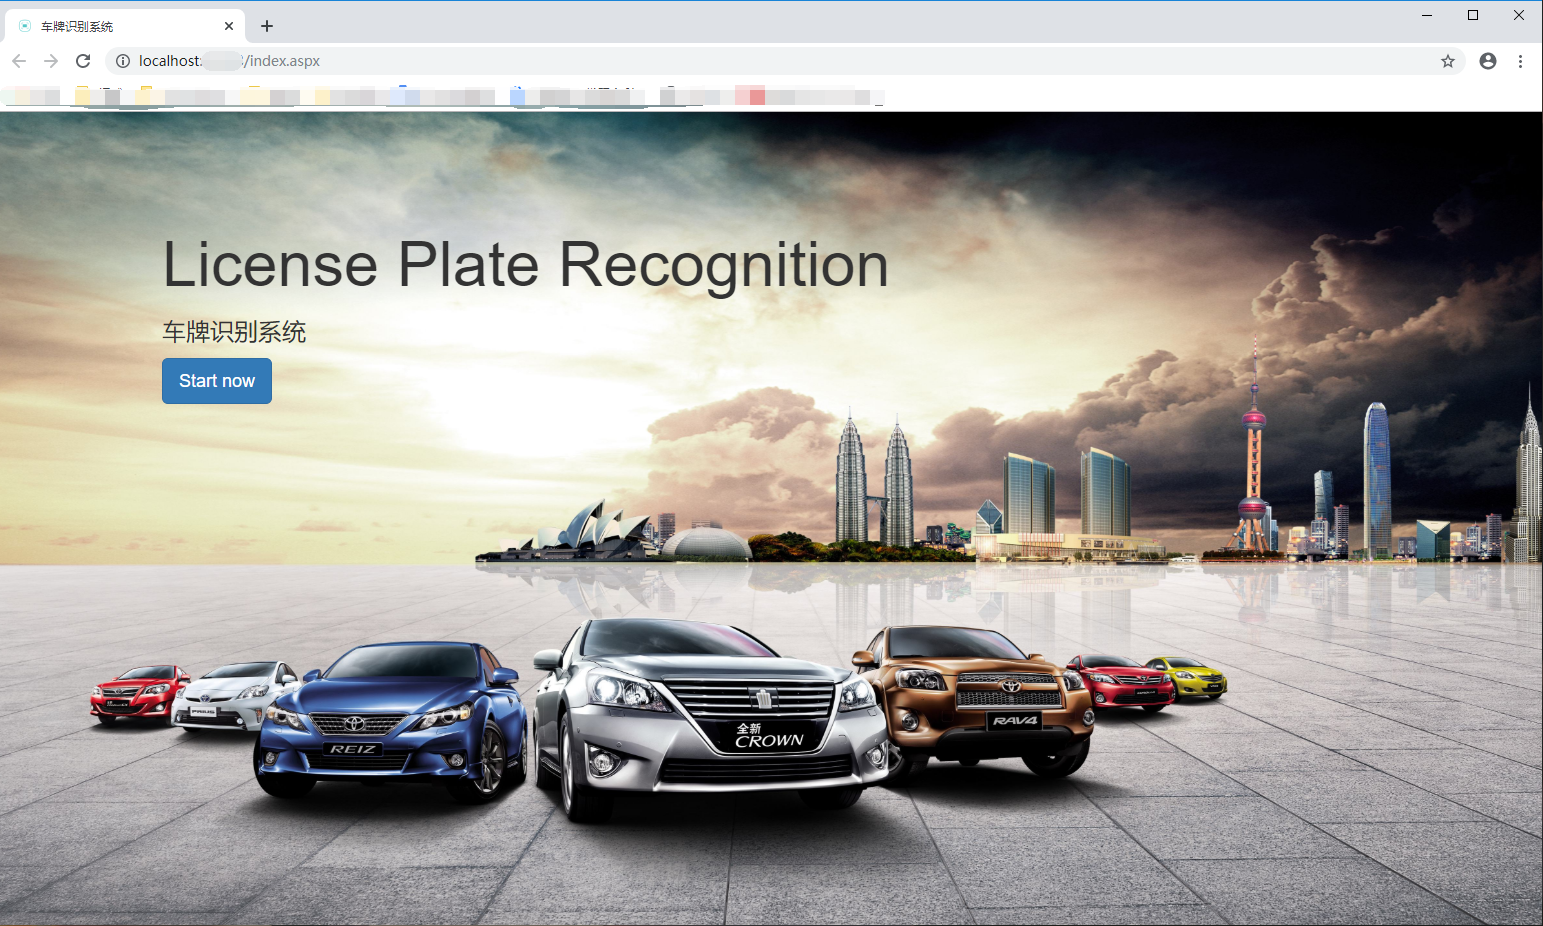 车牌识别系统
localhost:
/index.aspx
License Plate Recognition
车牌识别系统
Start now
PRIUS
REIZ
全新
CROWN
RAV4